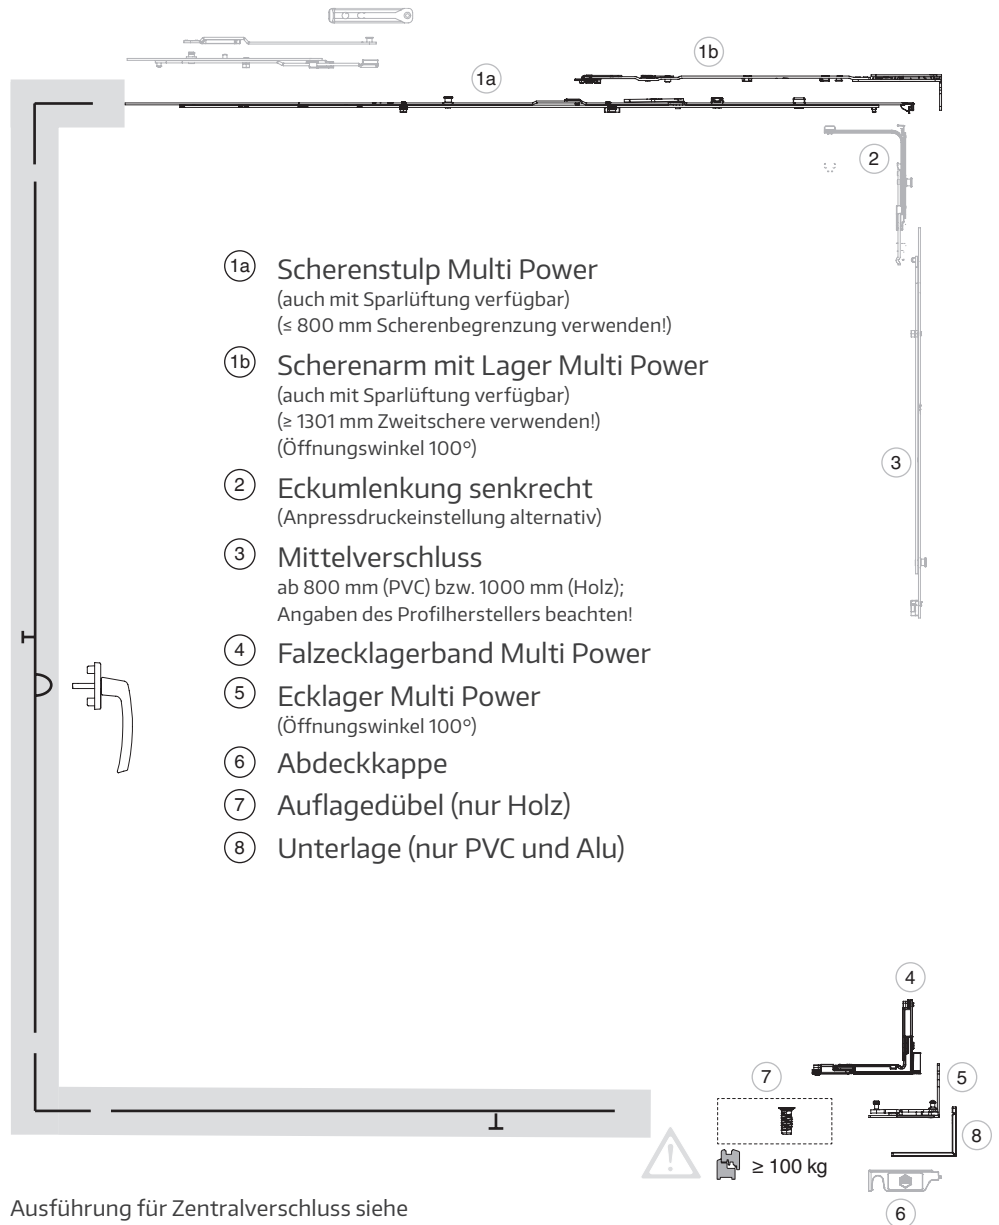 1b
1a
2
1a Scherenstulp Multi Power
(auch mit Sparlüftung verfügbar)
(≤ 800 mm Scherenbegrenzung verwenden!)
1b Scherenarm mit Lager Multi Power
(auch mit Sparlüftung verfügbar)
(≥ 1301 mm Zweitschere verwenden!)
(Öffnungswinkel 100°)
3
2 Eckumlenkung senkrecht
(Anpressdruckeinstellung alternativ)
3 Mittelverschluss
ab 800 mm (PVC) bzw. 1000 mm (Holz);
Angaben des Profilherstellers beachten!
4 Falzecklagerband Multi Power
5 Ecklager Multi Power
(Öffnungswinkel 100°)
6 Abdeckkappe
7 Auflagedübel (nur Holz)
8 Unterlage (nur PVC und Alu)
4
7
5
8
≥ 100 kg
6
Ausführung für Zentralverschluss siehe